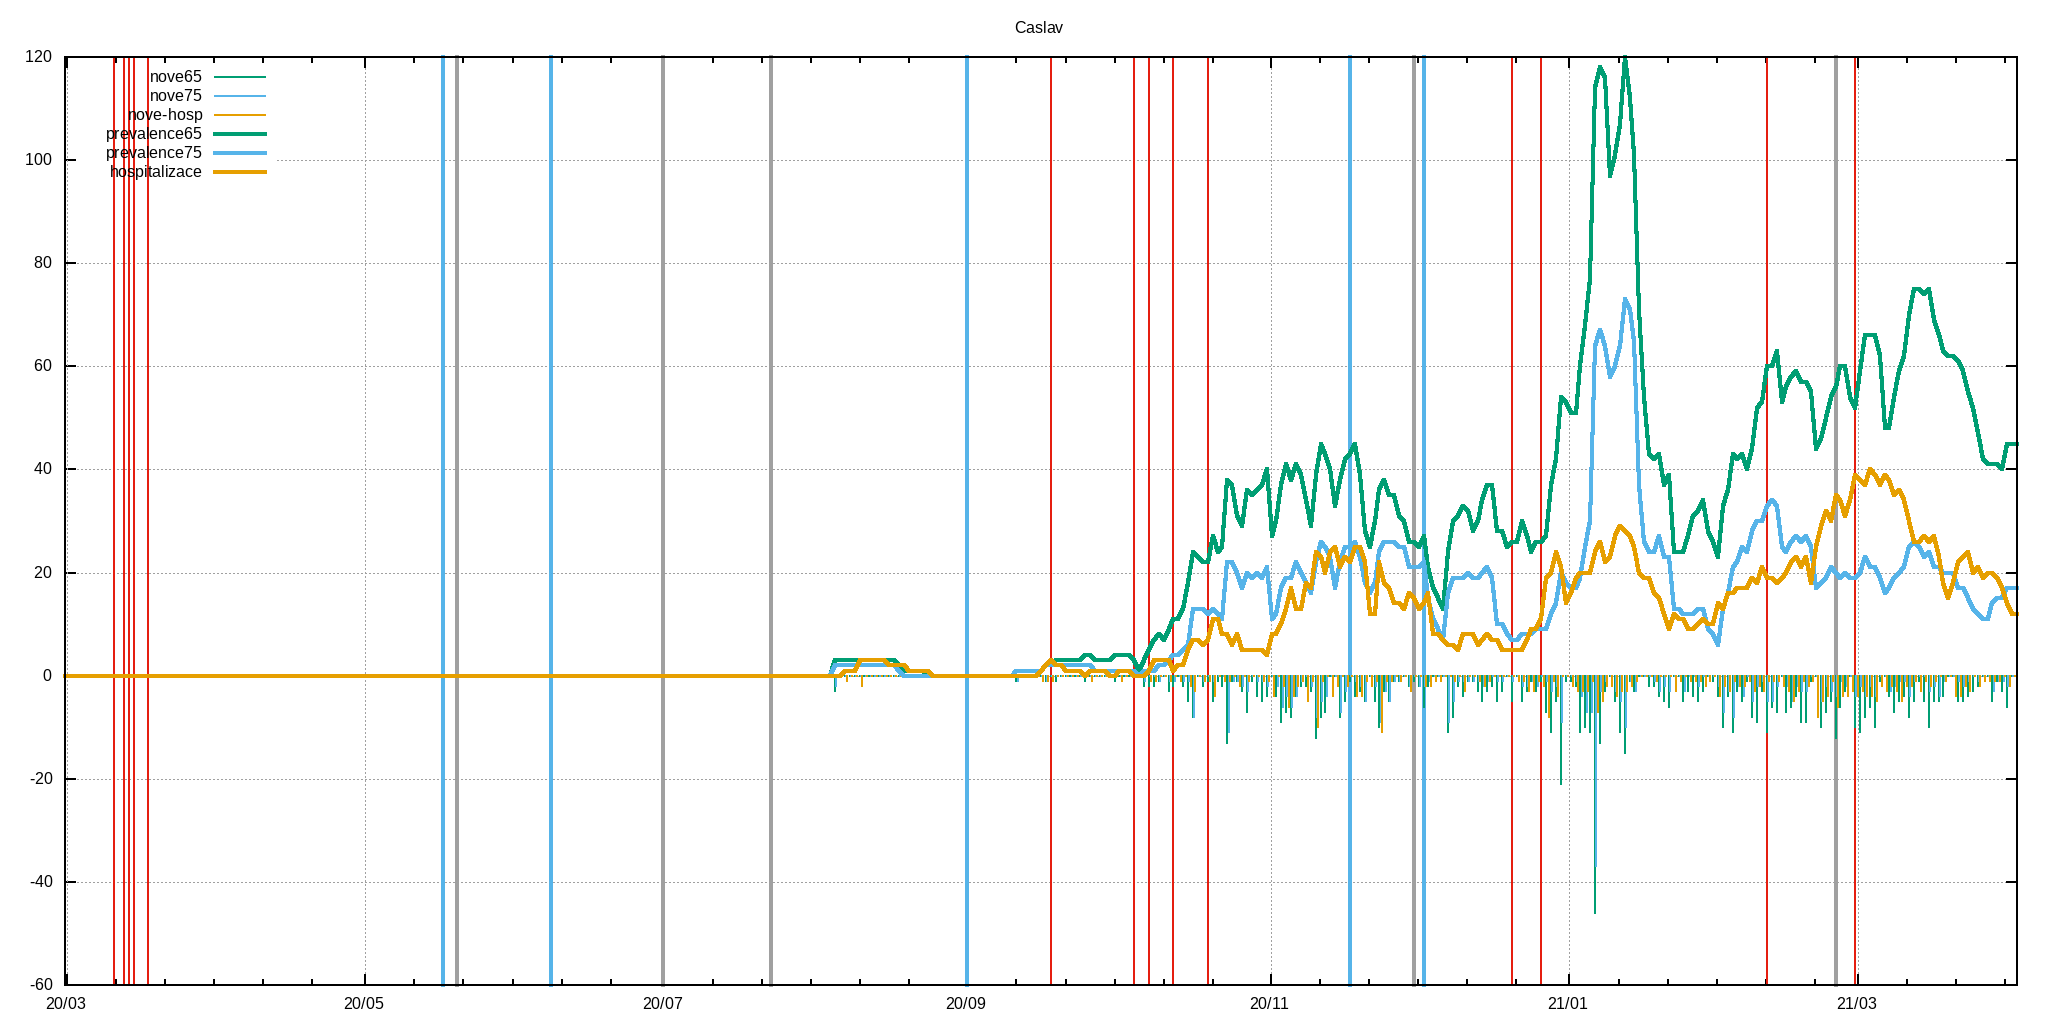 Caslav
120
100
80
60
40
20
0
-20
-40
-60
nove65
nove75
nove-hosp
prevalence65
prevalence75
hospitalizace
20/03 20/05 20/07 20/09 20/11 21/01 21/03